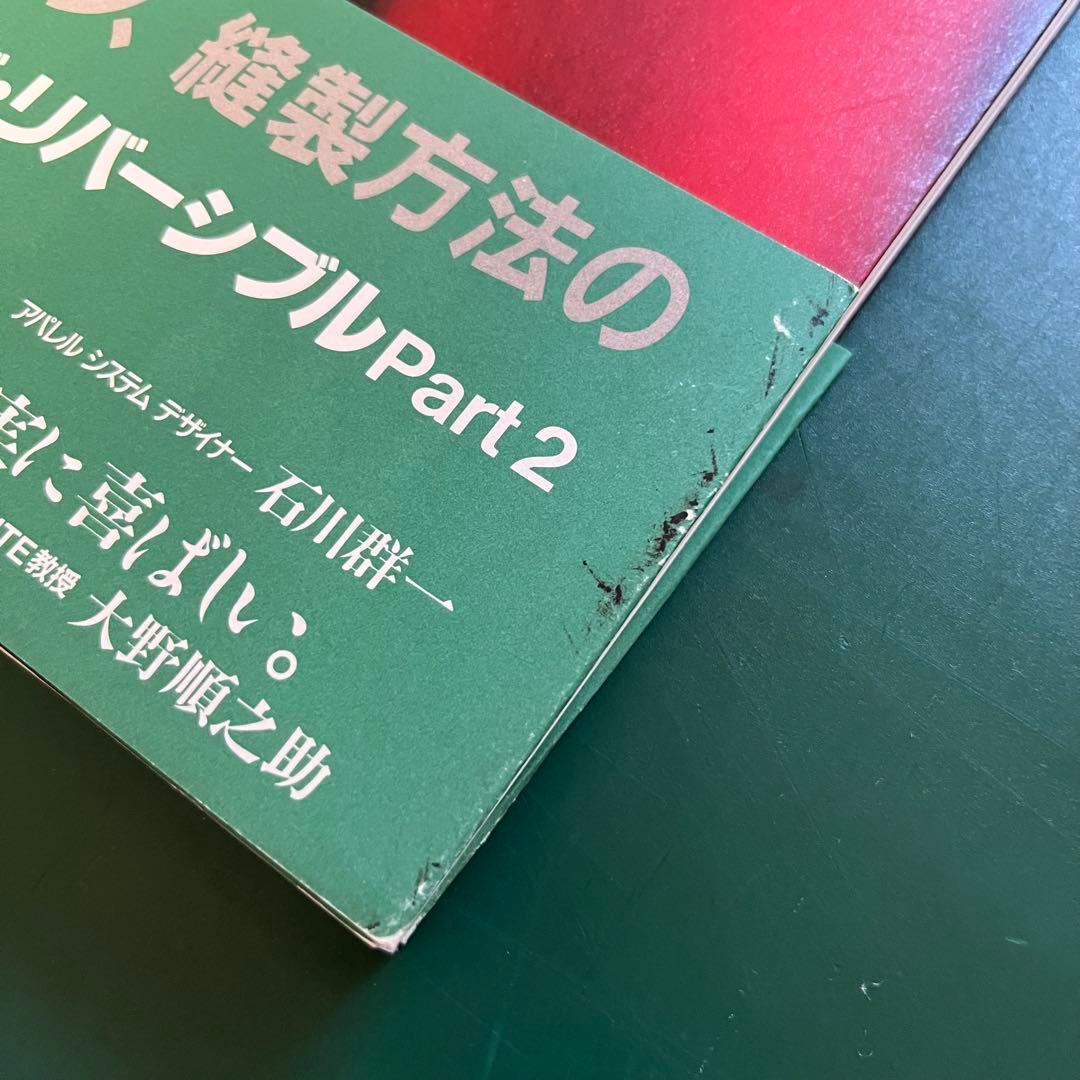 、縫製方法の
・リバーシブルPart 2
アパレル システム デザイナー 石川群一
実に喜ばしい。
教授 大野順之助